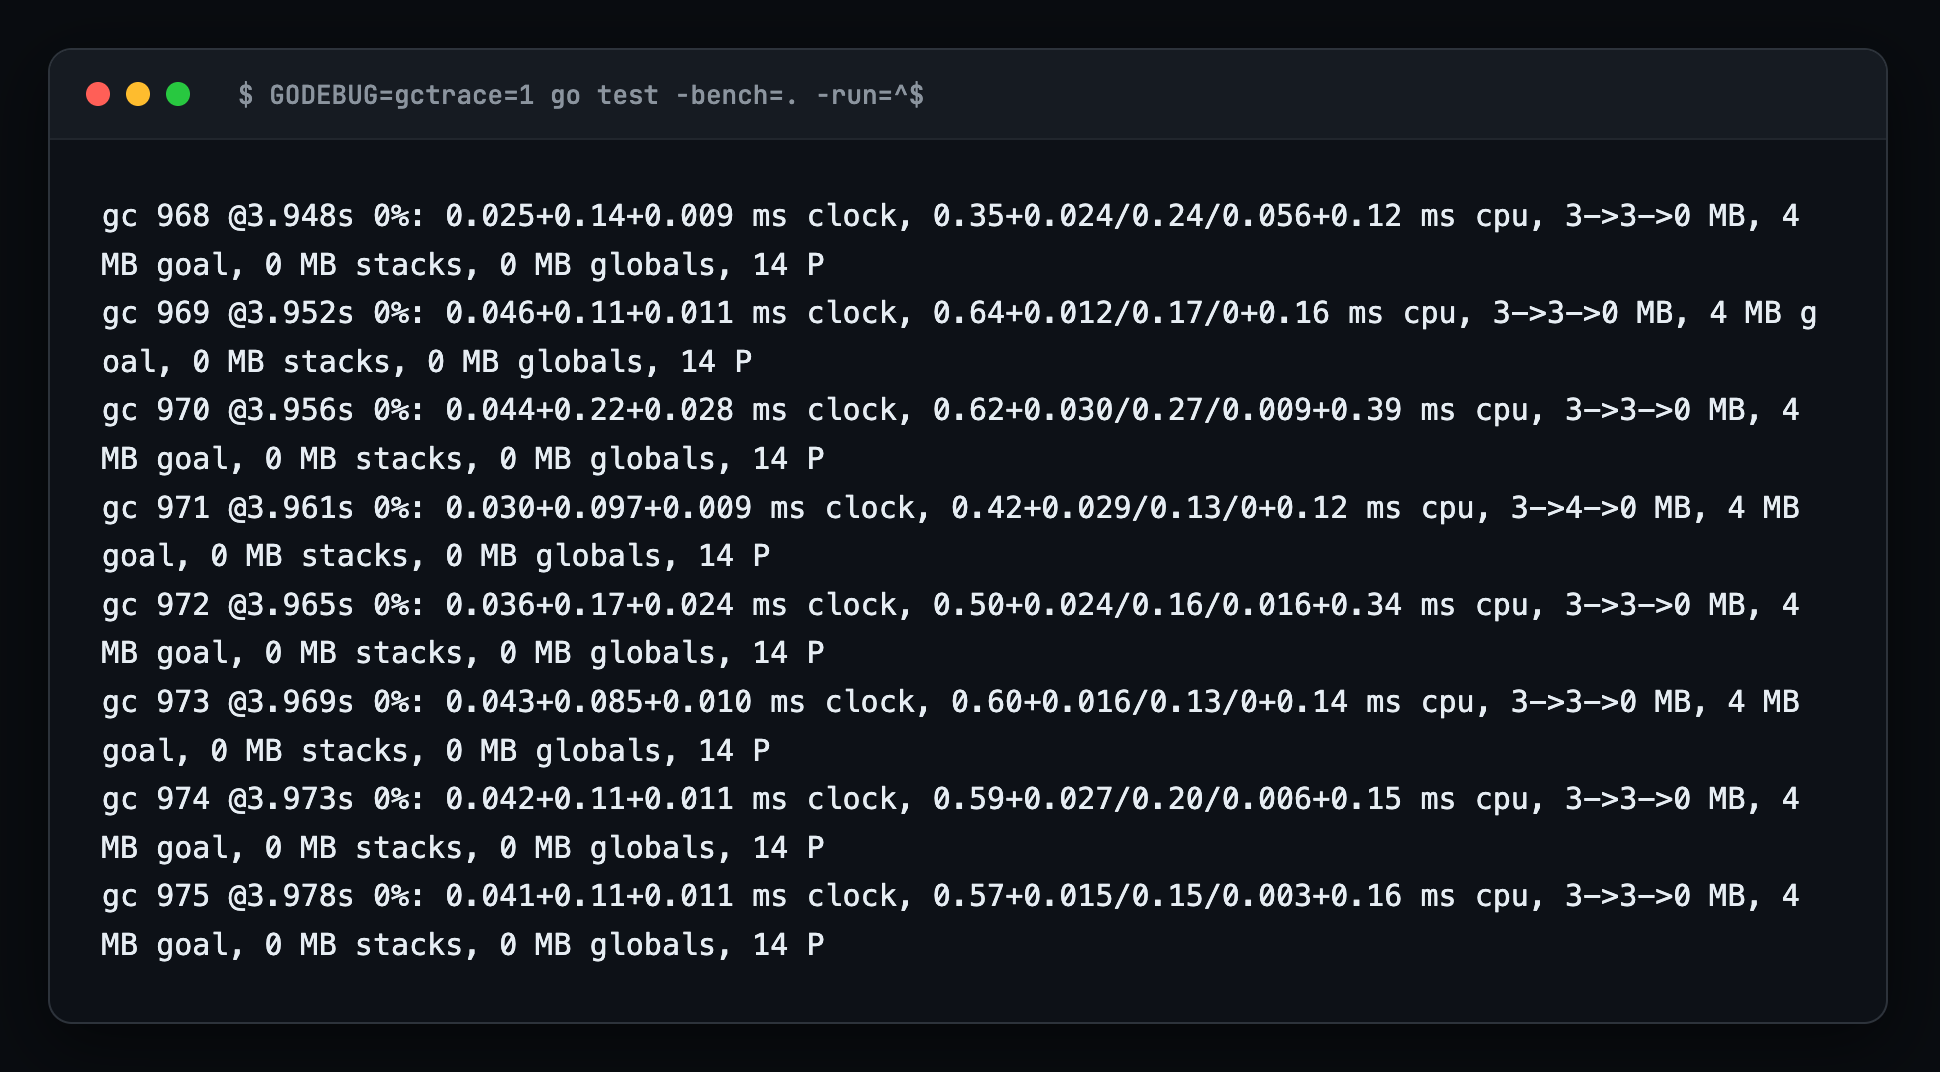 $ GODEBUG=gctrace=1 go test -bench=. -run=^$
gc 968 @3.948s 0%: 0.025+0.14+0.009 ms clock, 0.35+0.024/0.24/0.056+0.12 ms cpu, 3->3->0 MB, 4
MB goal, 0 MB stacks, 0 MB globals, 14 P
gc 969 @3.952s 0%: 0.046+0.11+0.011 ms clock, 0.64+0.012/0.17/0+0.16 ms cpu, 3->3->0 MB, 4 MB g
oal, 0 MB stacks, 0 MB globals, 14 P
gc 970 @3.956s 0%: 0.044+0.22+0.028 ms clock, 0.62+0.030/0.27/0.009+0.39 ms cpu, 3->3->0 MB, 4
MB goal, 0 MB stacks, 0 MB globals, 14 P
gc 971 @3.961s 0%: 0.030+0.097+0.009 ms clock, 0.42+0.029/0.13/0+0.12 ms cpu, 3->4->0 MB, 4 MB
goal, 0 MB stacks, 0 MB globals, 14 P
gc 972 @3.965s 0%: 0.036+0.17+0.024 ms clock, 0.50+0.024/0.16/0.016+0.34 ms cpu, 3->3->0 MB, 4
MB goal, 0 MB stacks, 0 MB globals, 14 P
gc 973 @3.969s 0%: 0.043+0.085+0.010 ms clock, 0.60+0.016/0.13/0+0.14 ms cpu, 3->3->0 MB, 4 MB
goal, 0 MB stacks, 0 MB globals, 14 P
gc 974 @3.973s 0%: 0.042+0.11+0.011 ms clock, 0.59+0.027/0.20/0.006+0.15 ms cpu, 3->3->0 MB, 4
MB goal, 0 MB stacks, 0 MB globals, 14 P
gc 975 @3.978s 0%: 0.041+0.11+0.011 ms clock, 0.57+0.015/0.15/0.003+0.16 ms cpu, 3->3->0 MB, 4
MB goal, 0 MB stacks, 0 MB globals, 14 P